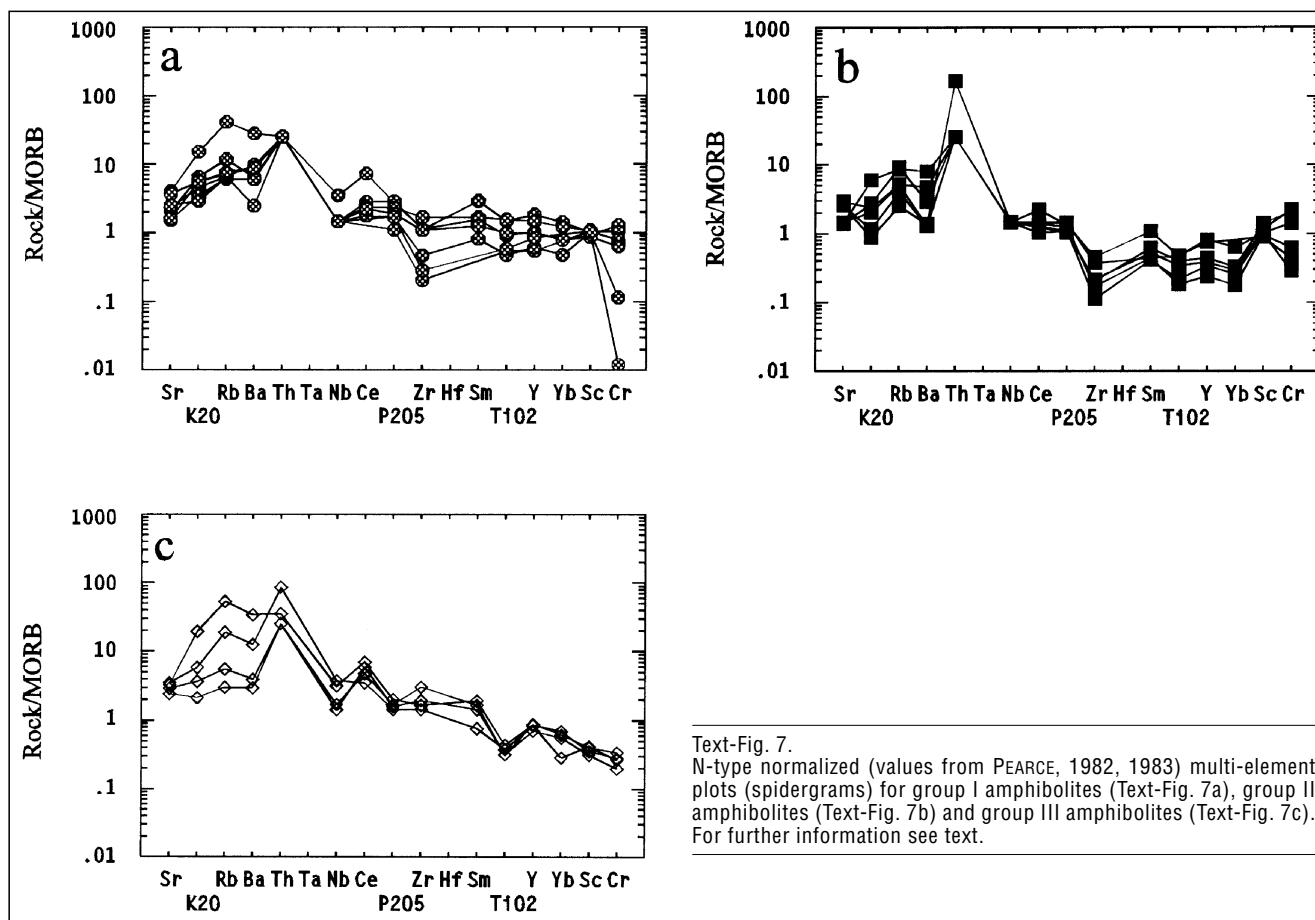 a
1000
100
10
1
.1
.01
Rock/MORB
Sr Rb Ba Th Ta Nb Ce Zr Hf Sm Y Yb Sc Cr
K20 P205 T102
b
1000
100
10
1
.1
.01
Rock/MORB
Sr Rb Ba Th Ta Nb Ce Zr Hf Sm Y Yb Sc Cr
K20 P205 T102
c
1000
100
10
1
.1
.01
Rock/MORB
Sr Rb Ba Th Ta Nb Ce Zr Hf Sm Y Yb Sc Cr
K20 P205 T102
Text-Fig. 7.
N-type normalized (values from PEARCE, 1982, 1983) multi-element
plots (spidergrams) for group I amphibolites (Text-Fig. 7a), group II
amphibolites (Text-Fig. 7b) and group III amphibolites (Text-Fig. 7c).
For further information see text.